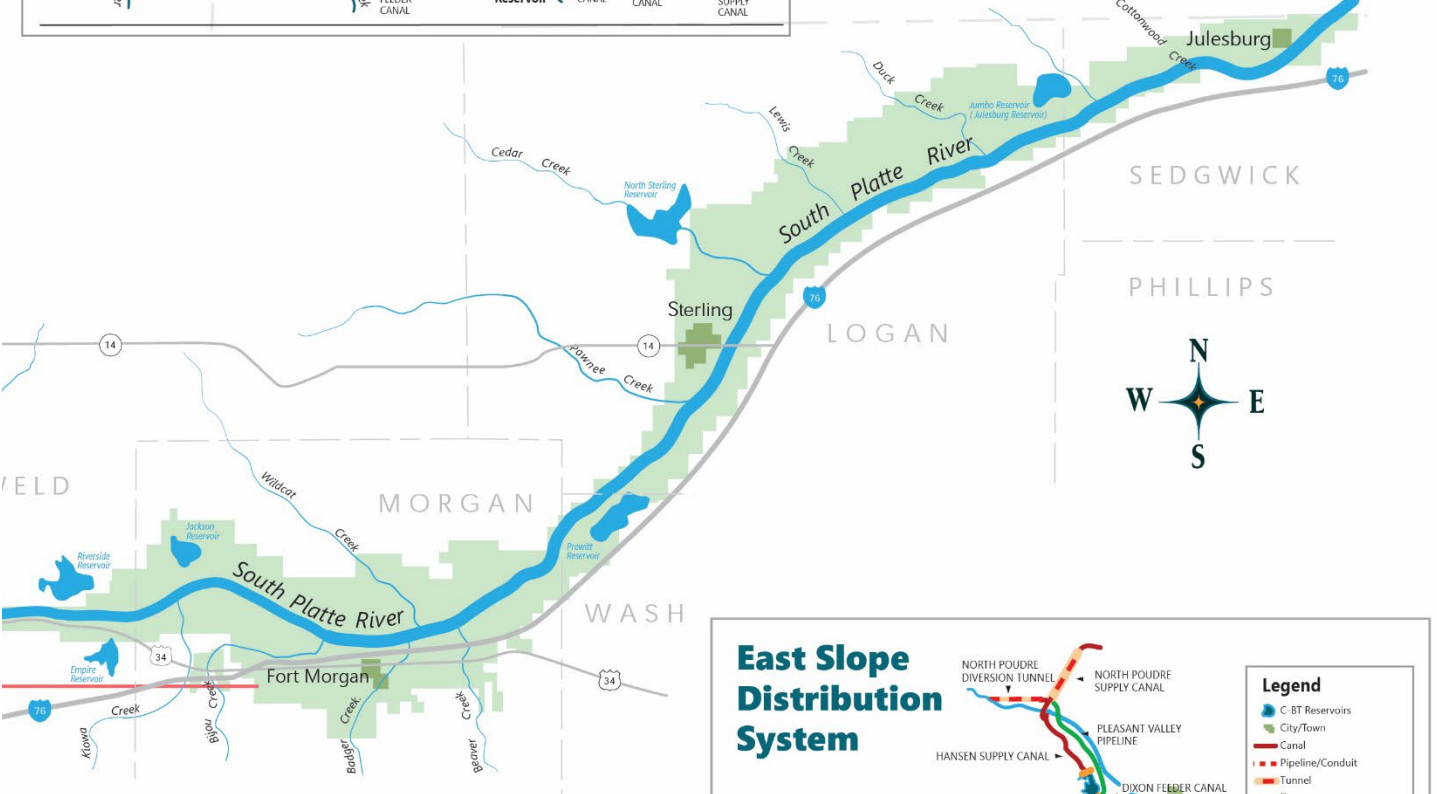 FEEDER
CANAL
Reservoir
CANAL
CANAL
SUPPLY
CANAL
Cottonwood
Creek
Julesburg
76
Duck
Creek
Jumbo Reservoir
(Julesburg Reservoir)
Lewis
Creek
South Platte River
SEDGWICK
Cedar Creek
North Sterling
Reservoir
PHILLIPS
Sterling
76
LOGAN
14
14
Pawnee Creek
N
W E
S
Wildcat
Creek
MORGAN
Jackson
Reservoir
Riverside
Reservoir
Prewitt
Reservoir
South Platte River
WASH
34
Empire
Reservoir
Fort Morgan
34
76
Kiowa
Creek
Bijou Creek
Badger Creek
Beaver Creek
East Slope
Distribution
System
NORTH POUDRE
DIVERSION TUNNEL
NORTH POUDRE
SUPPLY CANAL
PLEASANT VALLEY
PIPELINE
HANSEN SUPPLY CANAL
DIXON FEEDER CANAL
Legend
C-BT Reservoirs
City/Town
Canal
Pipeline/Conduit
Tunnel